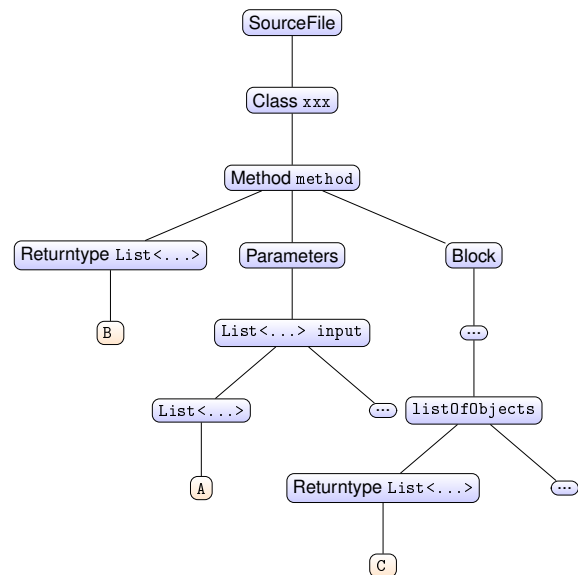 SourceFile
Class xxx
Method method
Returntype List<...>
Parameters
Block
B
List<...> input
...
List<...>
...
listOfObjects
A
Returntype List<...>
...
C